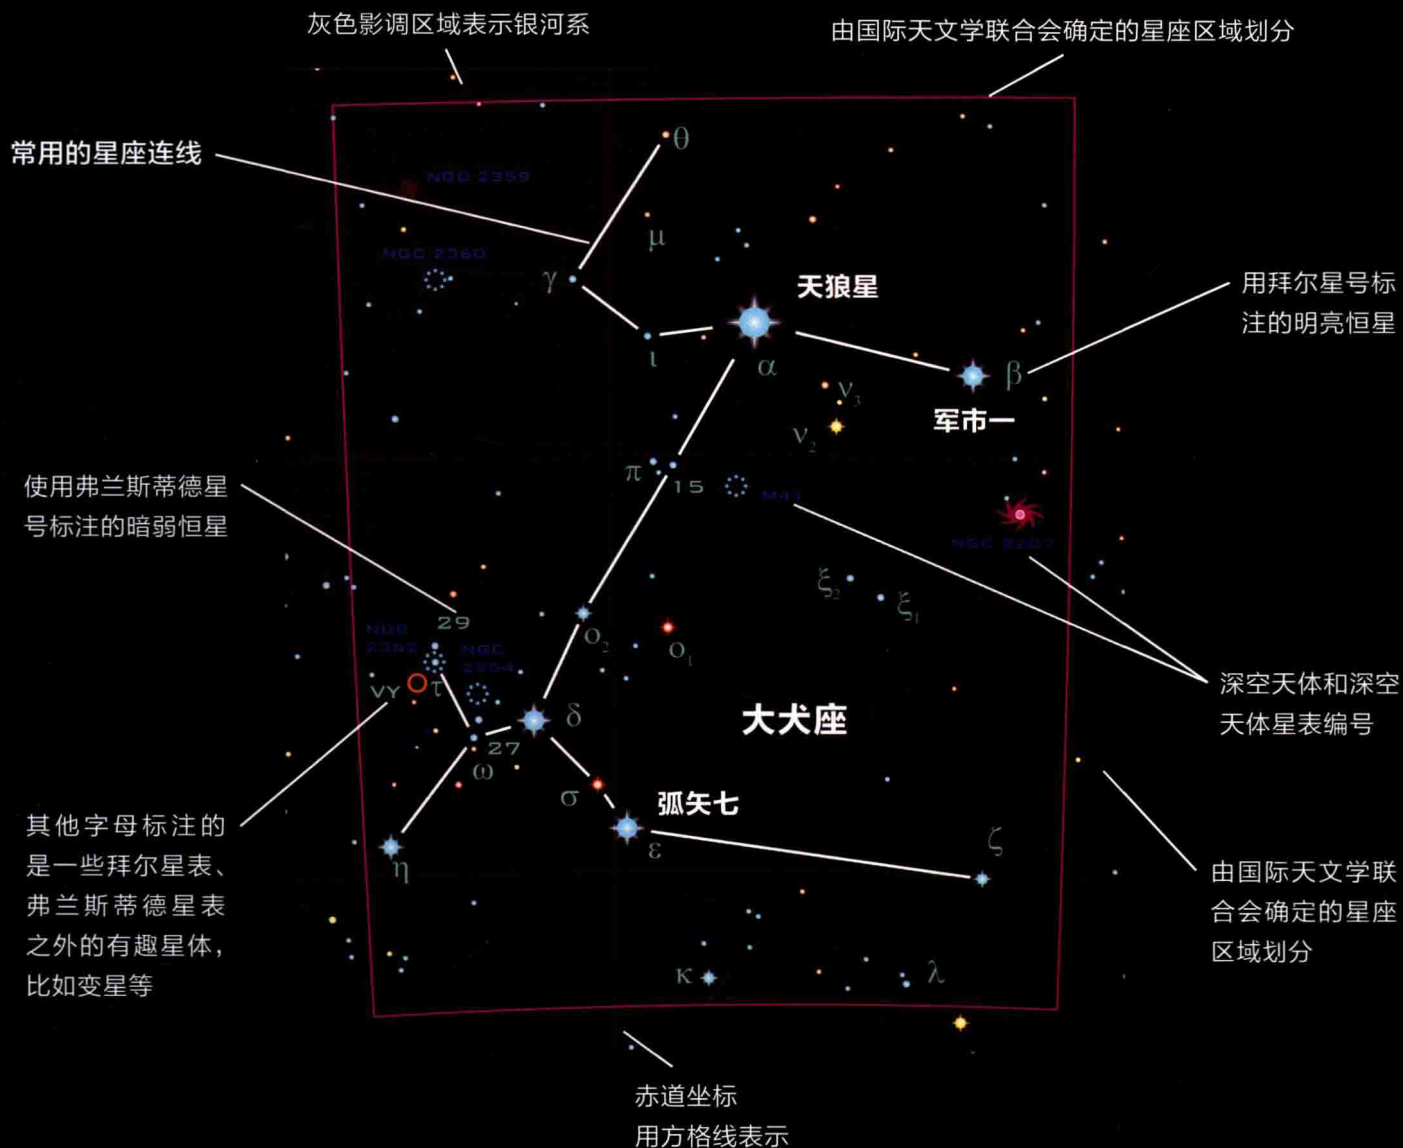 灰色影调区域表示银河系
由国际天文学联合会确定的星座区域划分
常用的星座连线
θ
NGC 2359
μ
NGC 2360
γ
天狼星
用拜尔星号标
注的明亮恒星
ι
α
β
ν3
军市一
ν2
π
15
M41
使用弗兰斯蒂德星
号标注的暗弱恒星
NGC 2207
ξ2
ξ1
29
NGC
2362
NGC
2354
ο2
ο1
VY
τ
深空天体和深空
天体星表编号
δ
大犬座
27
ω
σ
弧矢七
ε
ζ
η
其他字母标注的
是一些拜尔星表、
弗兰斯蒂德星表
之外的有趣星体，
比如变星等
由国际天文学联
合会确定的星座
区域划分
κ
λ
赤道坐标
用方格线表示